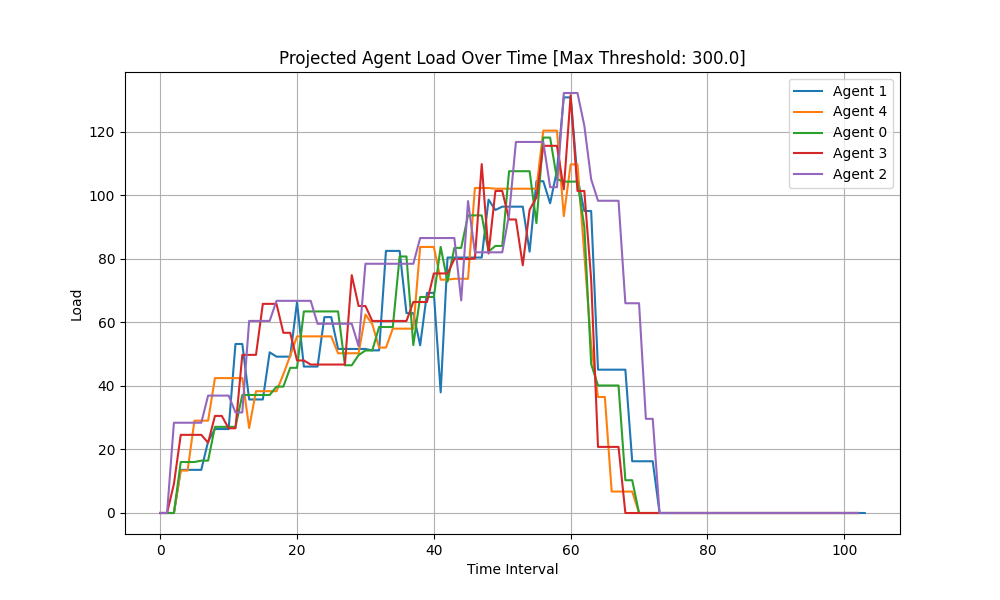 Projected Agent Load Over Time [Max Threshold: 300.0]
Agent 1
Agent 4
Agent 0
Agent 3
Agent 2
120
100
80
60
40
20
0
Load
0 20 40 60 80 100
Time Interval